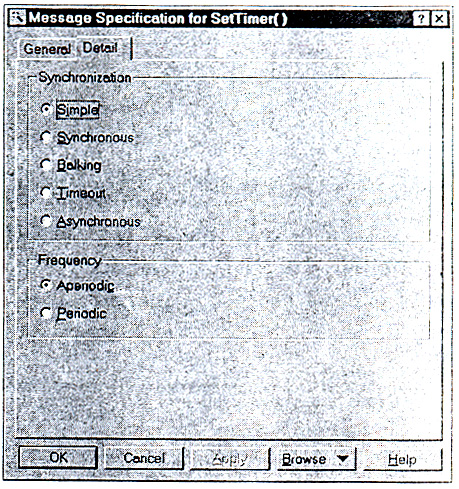 Message Specification for SetTimer( )
General Detail
Synchronization
Simple
Synchronous
Balking
Timeout
Asynchronous
Frequency
Aperiodic
Periodic
OK Cancel Apply Browse Help